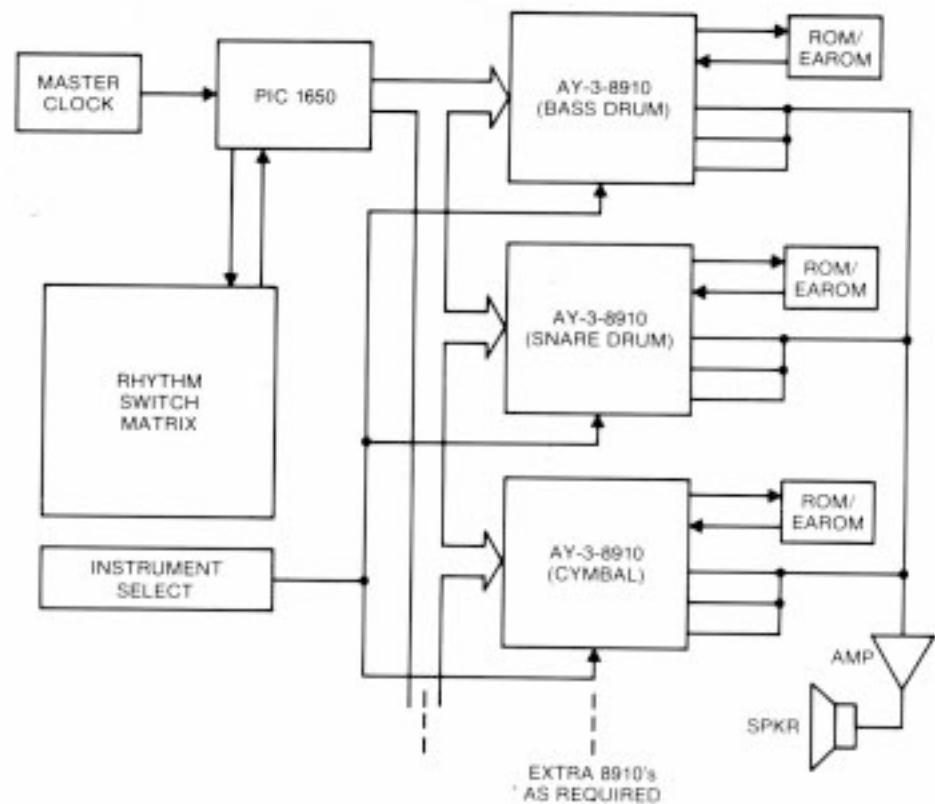 MASTER
CLOCK
PIC 1650
AY-3-8910
(BASS DRUM)
ROM/
EAROM
RHYTHM
SWITCH
MATRIX
AY-3-8910
(SNARE DRUM)
ROM/
EAROM
INSTRUMENT
SELECT
AY-3-8910
(CYMBAL)
ROM/
EAROM
AMP
SPKR
EXTRA 8910's
AS REQUIRED